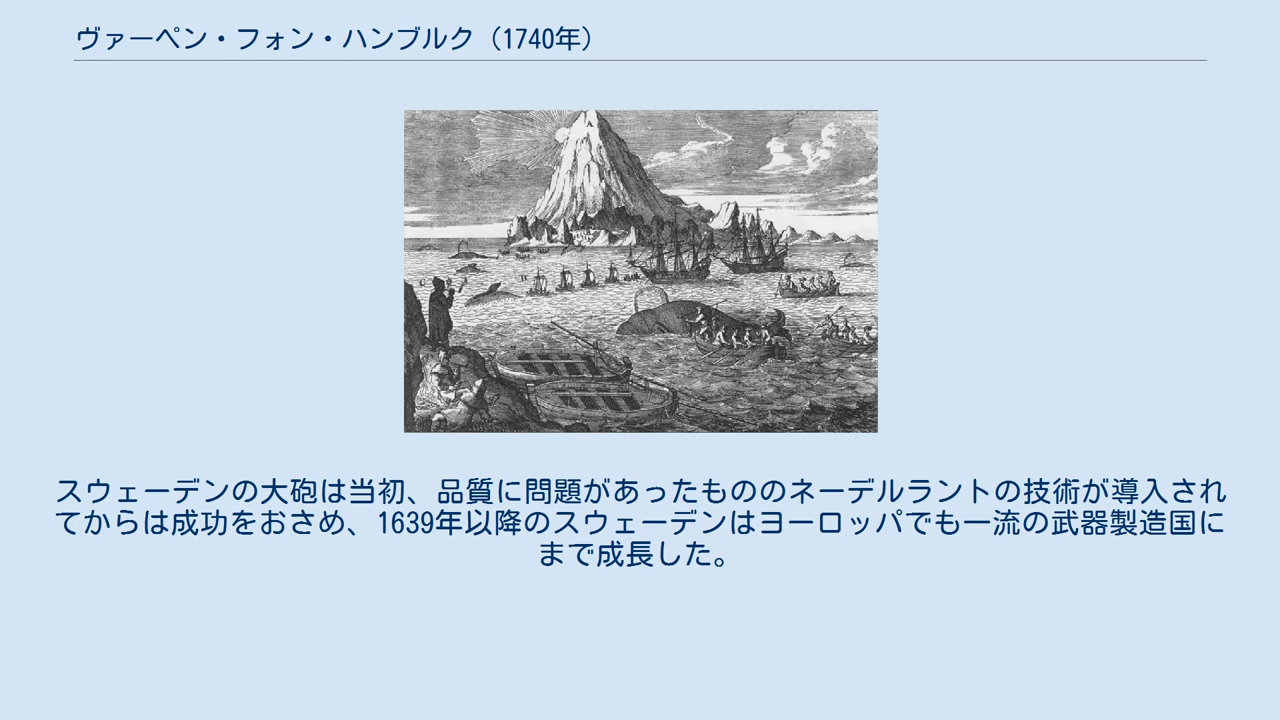 ヴァーペン・フォン・ハンブルク（1740年）
スウェーデンの大砲は当初、品質に問題があったもののネーデルラントの技術が導入され
てからは成功をおさめ、1639年以降のスウェーデンはヨーロッパでも一流の武器製造国に
まで成長した。